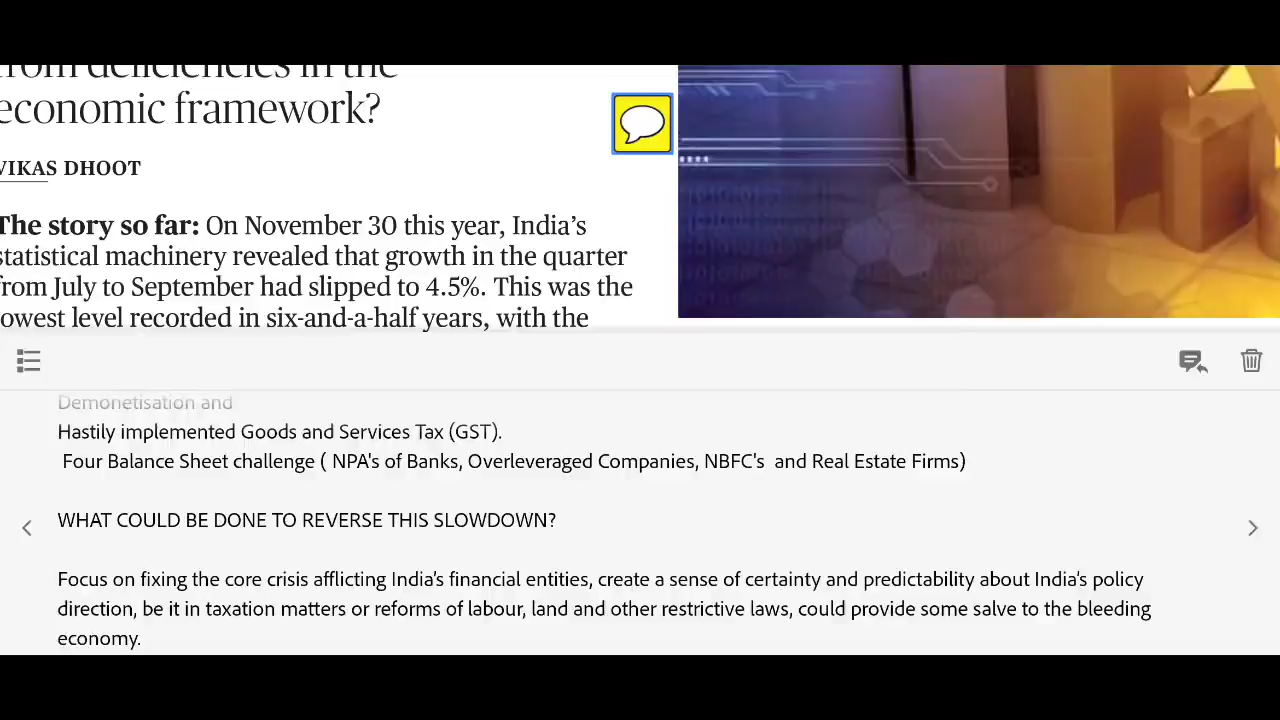 from deficiencies in the
economic framework?
VIKAS DHOOT
The story so far: On November 30 this year, India's
statistical machinery revealed that growth in the quarter
from July to September had slipped to 4.5%. This was the
lowest level recorded in six-and-a-half years, with the
Demonetisation and
Hastily implemented Goods and Services Tax (GST).
Four Balance Sheet challenge ( NPA's of Banks, Overleveraged Companies, NBFC's and Real Estate Firms)
WHAT COULD BE DONE TO REVERSE THIS SLOWDOWN?
Focus on fixing the core crisis afflicting India's financial entities, create a sense of certainty and predictability about India's policy
direction, be it in taxation matters or reforms of labour, land and other restrictive laws, could provide some salve to the bleeding
economy.